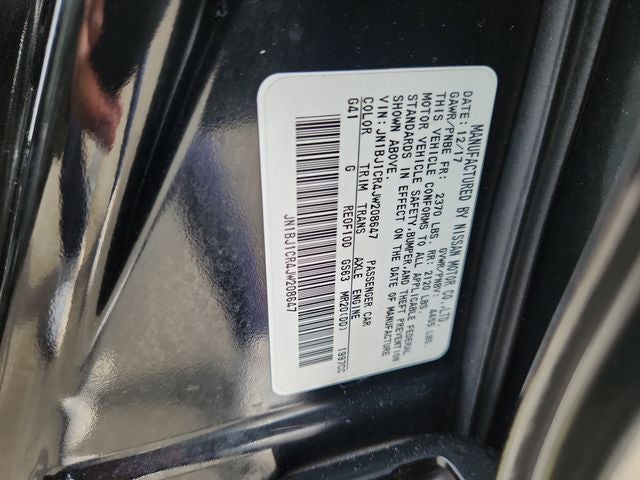 MANUFACTURED BY NISSAN MOTOR CO.,LTD.
DATE: 12/17 GVWR/PNBV: 4455 LBS.
GAWR/PNBE FR: 2370 LBS. RR: 2120 LBS.
THIS VEHICLE CONFORMS TO ALL APPLICABLE FEDERAL
MOTOR VEHICLE SAFETY,BUMPER,AND THEFT PREVENTION
STANDARDS IN EFFECT ON THE DATE OF MANUFACTURE
SHOWN ABOVE.
VIN: JN1BJ1CR4JW208647 PASSENGER CAR
COLOR TRIM TRANS AXLE ENGINE
G41 G RE0F10D GS63 MR20(DD) 1997CC
JN1BJ1CR4JW208647